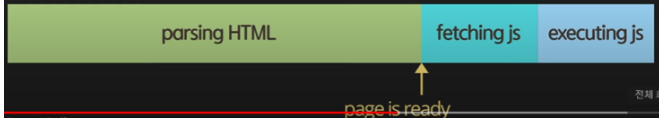 parsing HTML fetching js executing js
page is ready
전체